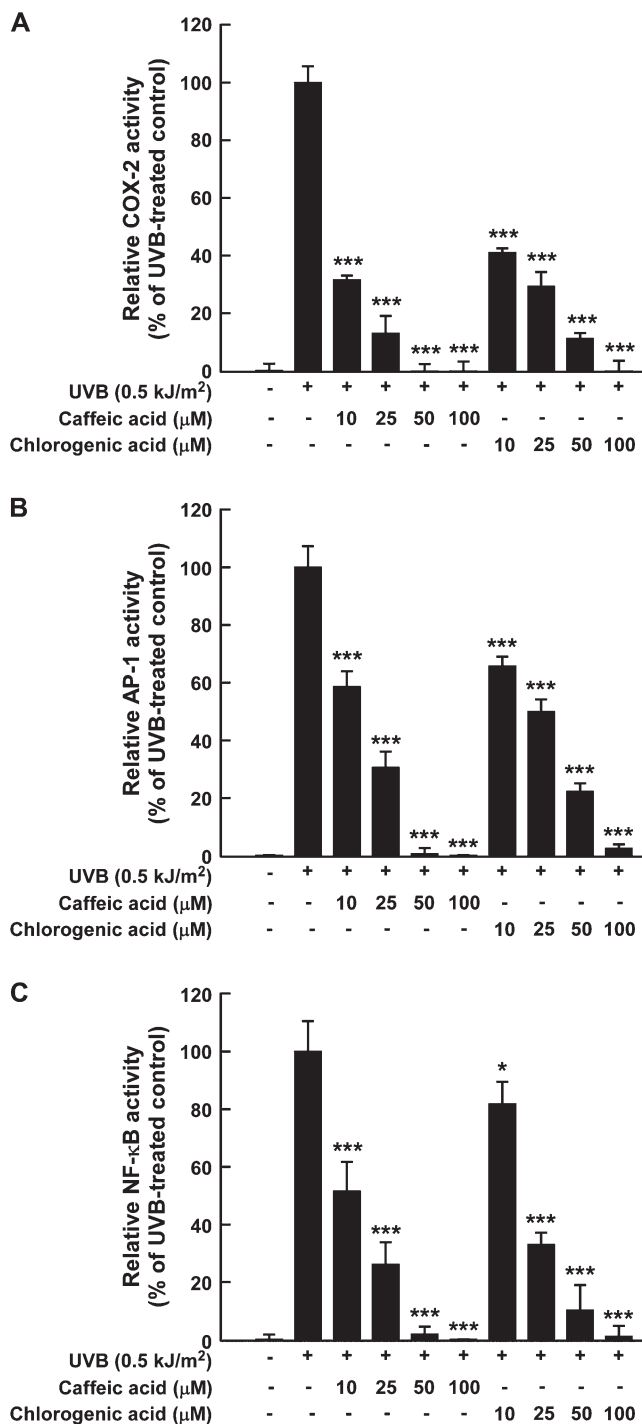 A
Relative COX-2 activity
(% of UVB-treated control)
120
100
80
60
40
20
0
*** *** *** *** *** *** *** ***
UVB (0.5 kJ/m²) - + + + + + + + + +
Caffeic acid (μM) - - 10 25 50 100 - - - -
Chlorogenic acid (μM) - - - - - - 10 25 50 100
B
Relative AP-1 activity
(% of UVB-treated control)
120
100
80
60
40
20
0
*** *** *** *** *** *** *** ***
UVB (0.5 kJ/m²) - + + + + + + + + +
Caffeic acid (μM) - - 10 25 50 100 - - - -
Chlorogenic acid (μM) - - - - - - 10 25 50 100
C
Relative NF-κB activity
(% of UVB-treated control)
120
100
80
60
40
20
0
*** *** *** *** * *** *** ***
UVB (0.5 kJ/m²) - + + + + + + + + +
Caffeic acid (μM) - - 10 25 50 100 - - - -
Chlorogenic acid (μM) - - - - - - 10 25 50 100